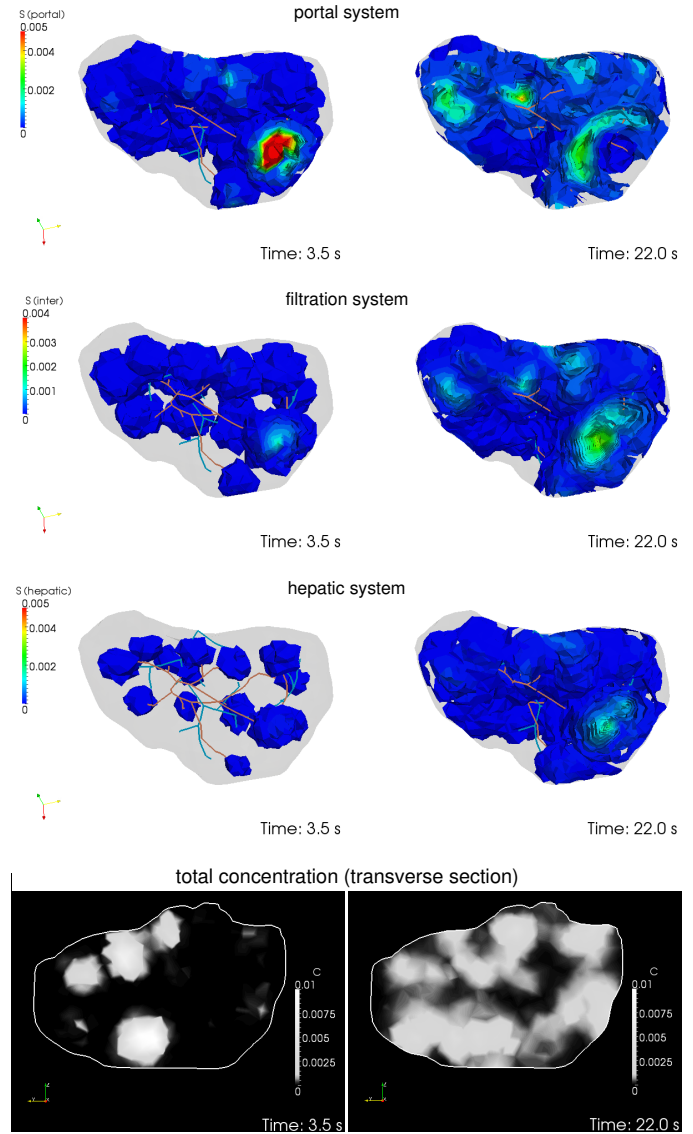 portal system
S (portal)
0.005
0.004
0.002
0
Time: 3.5 s
Time: 22.0 s
filtration system
S (inter)
0.004
0.003
0.002
0.001
0
Time: 3.5 s
Time: 22.0 s
hepatic system
S (hepatic)
0.005
0.004
0.002
0
Time: 3.5 s
Time: 22.0 s
total concentration (transverse section)
C
0.01
0.0075
0.005
0.0025
0
Time: 3.5 s
C
0.01
0.0075
0.005
0.0025
0
Time: 22.0 s